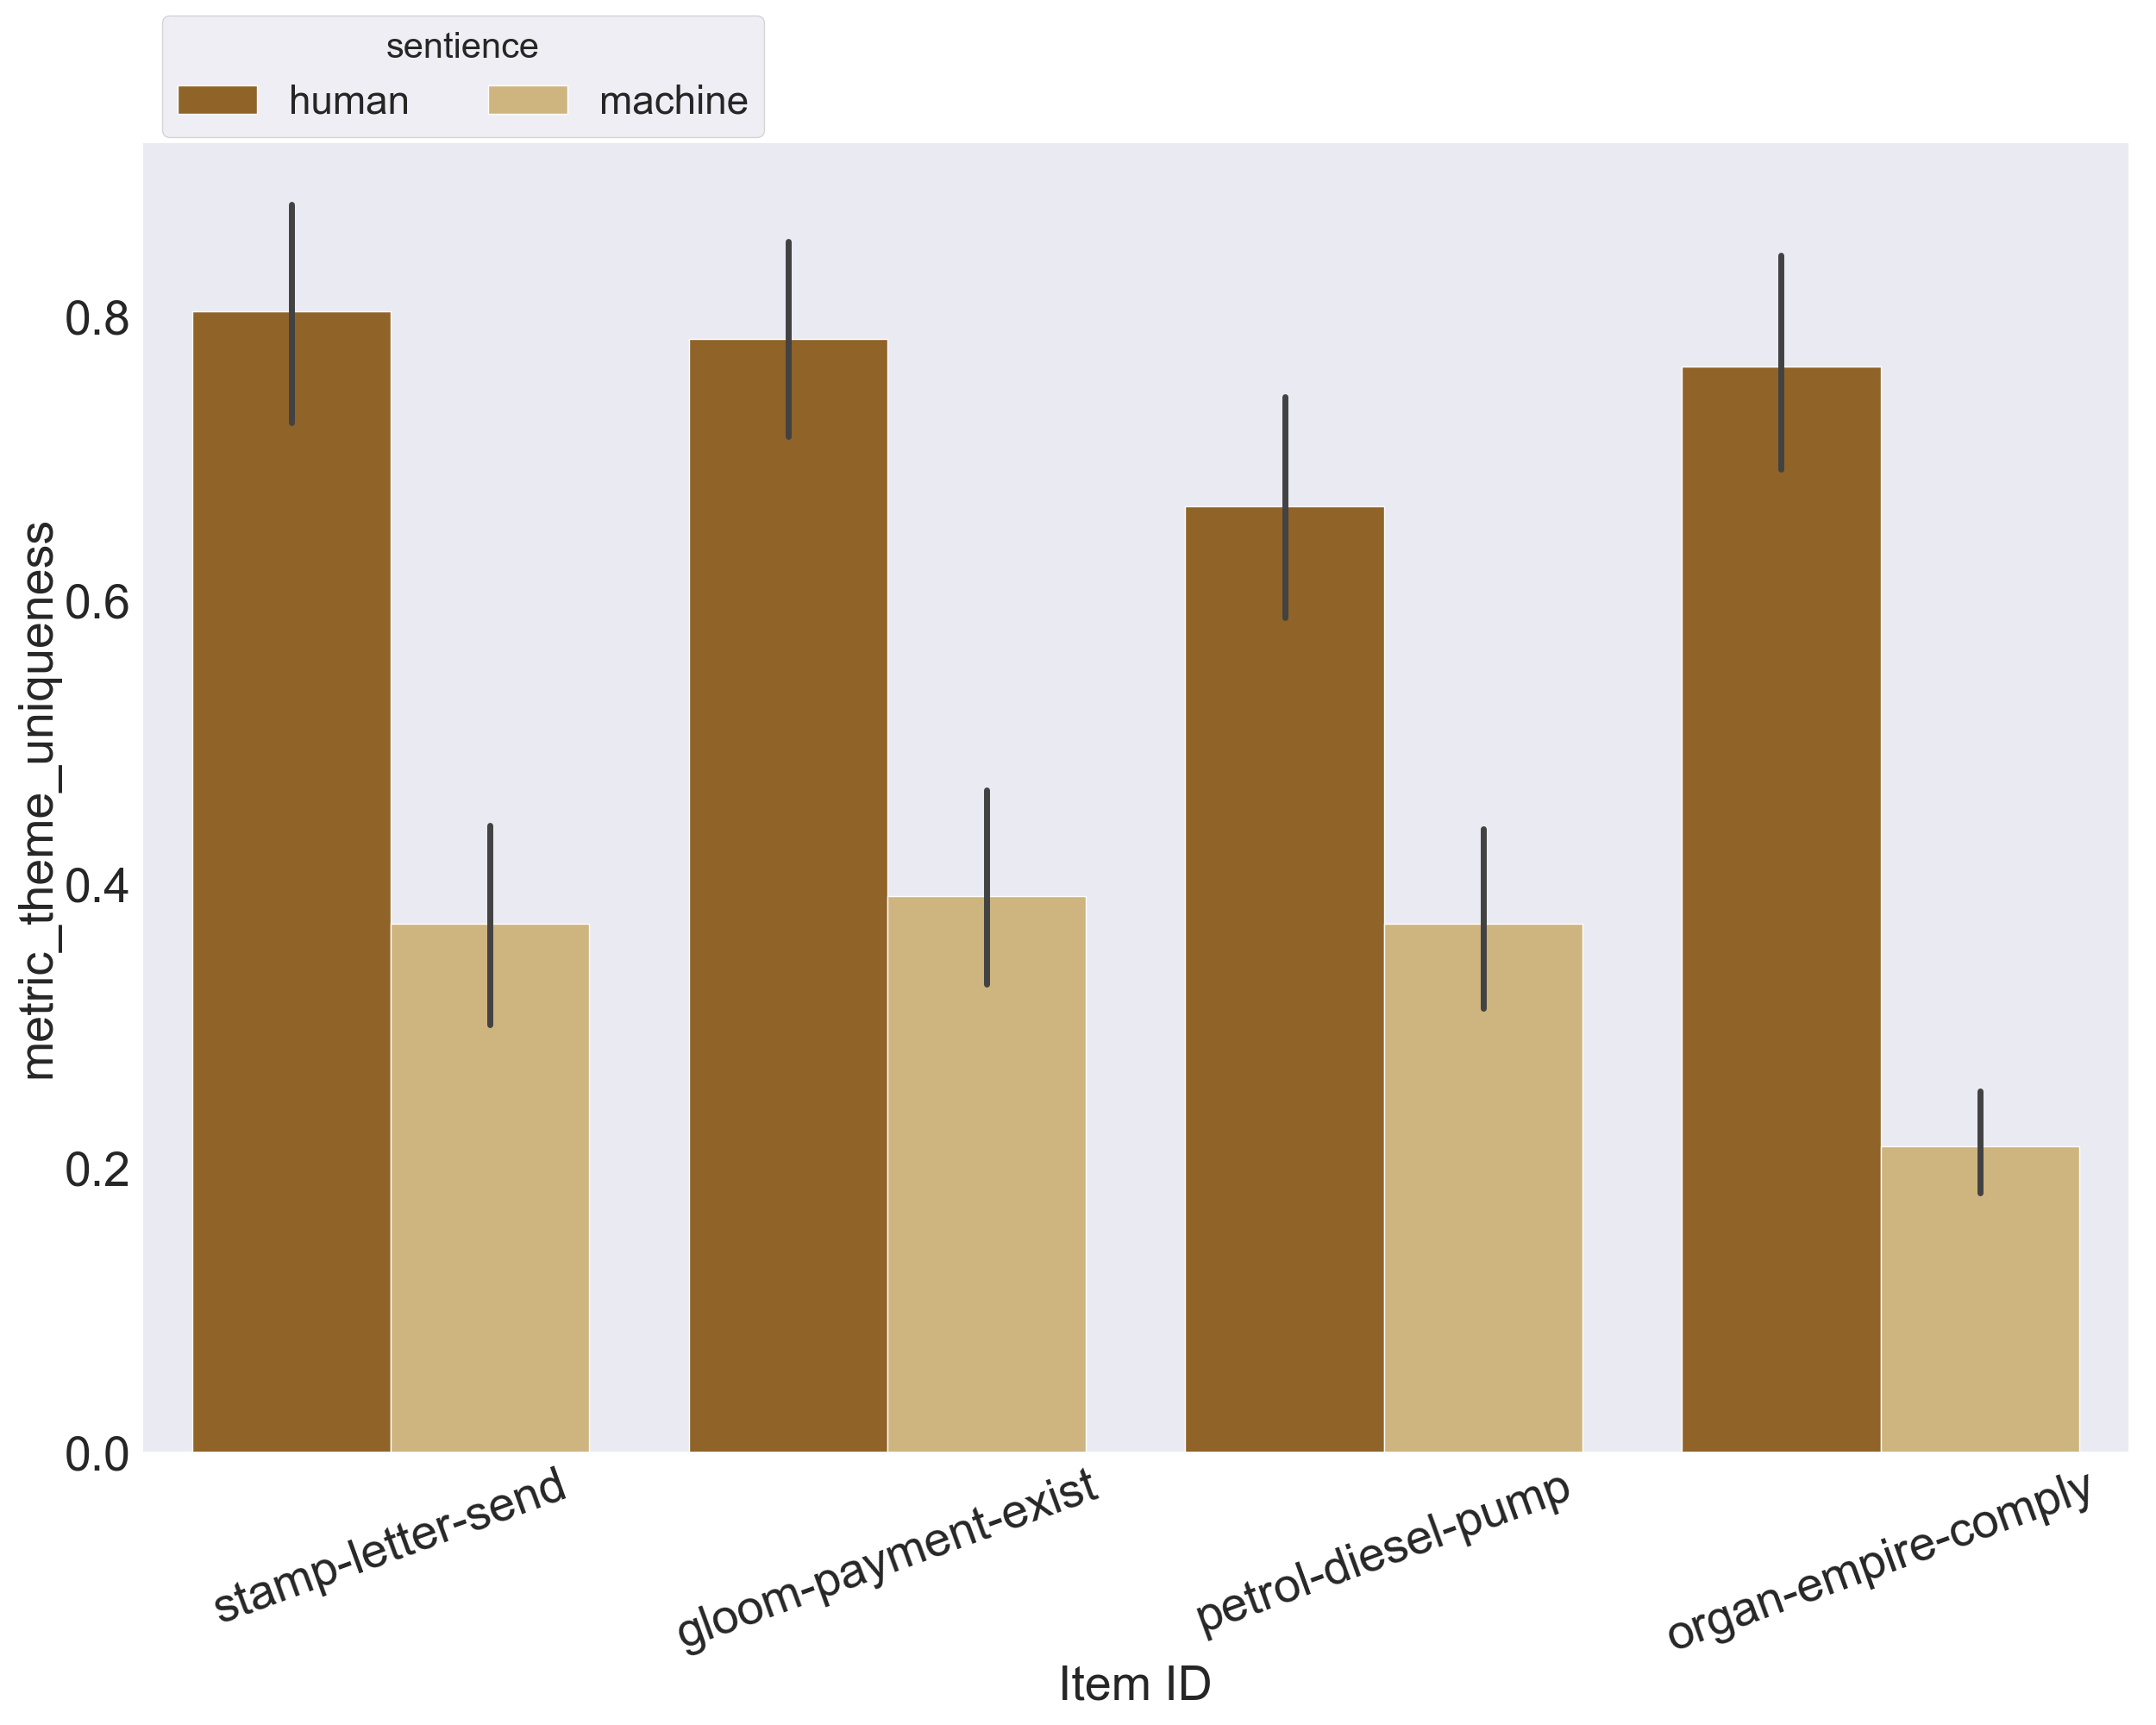 sentience
human machine
metric_theme_uniqueness
0.8
0.6
0.4
0.2
0.0
stamp-letter-send
gloom-payment-exist
petrol-diesel-pump
organ-empire-comply
Item ID